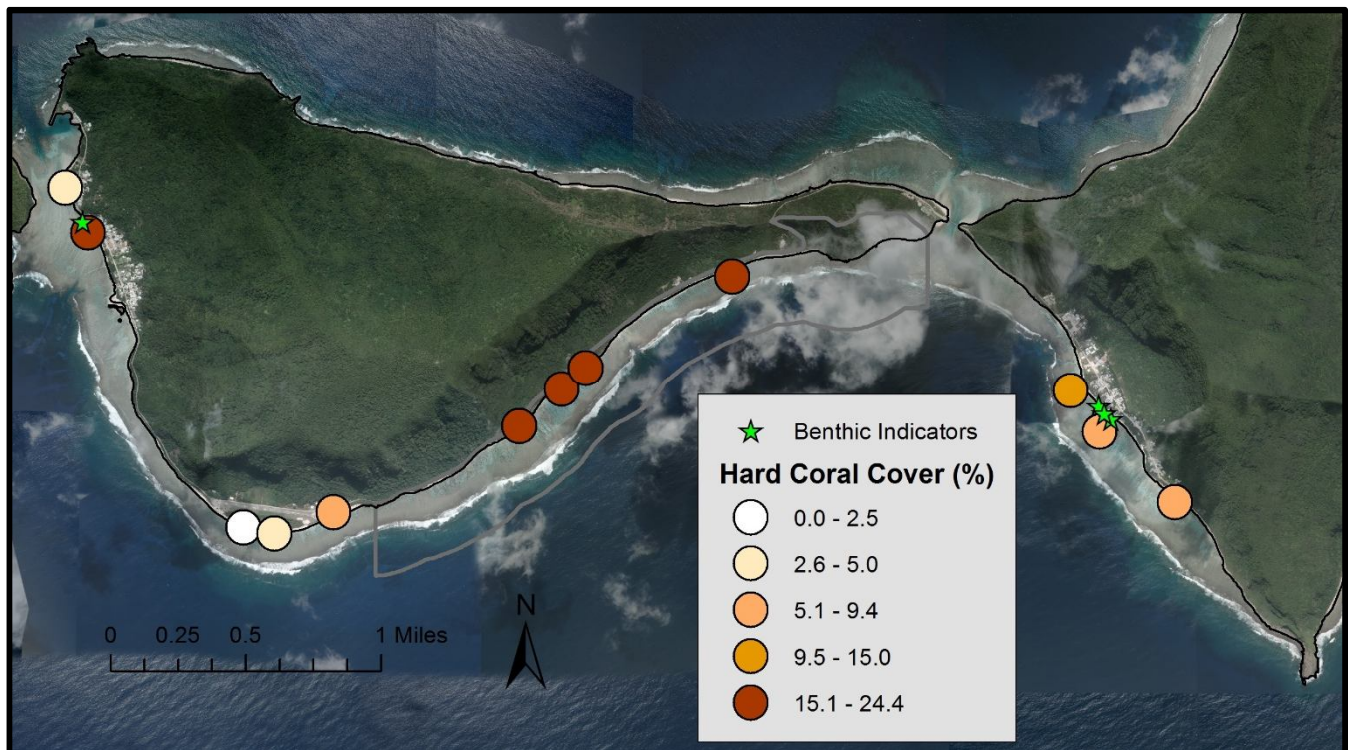 Benthic Indicators
Hard Coral Cover (%)
0.0 - 2.5
2.6 - 5.0
5.1 - 9.4
9.5 - 15.0
15.1 - 24.4
N
0 0.25 0.5 1 Miles